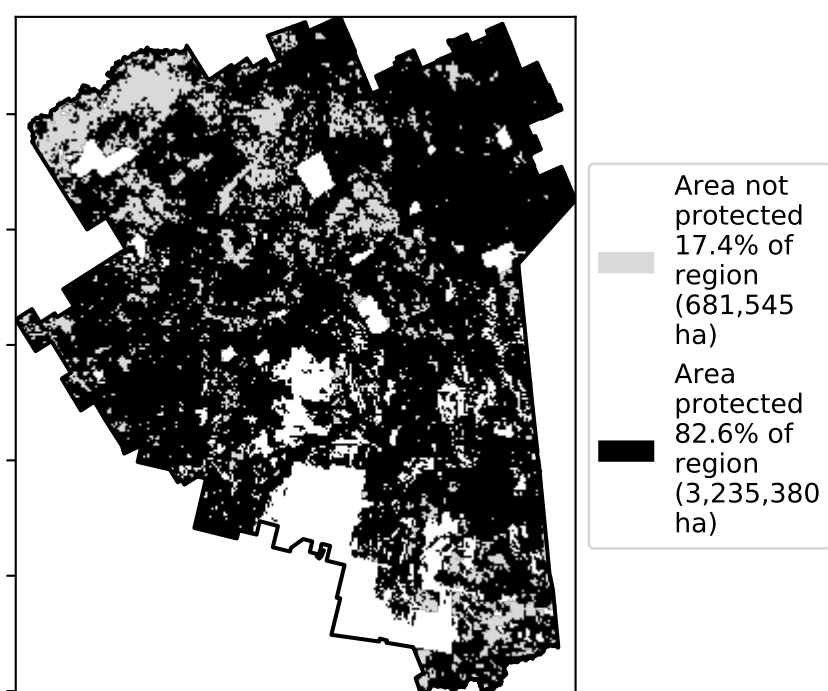 Area not
protected
17.4% of
region
(681,545
ha)
Area
protected
82.6% of
region
(3,235,380
ha)